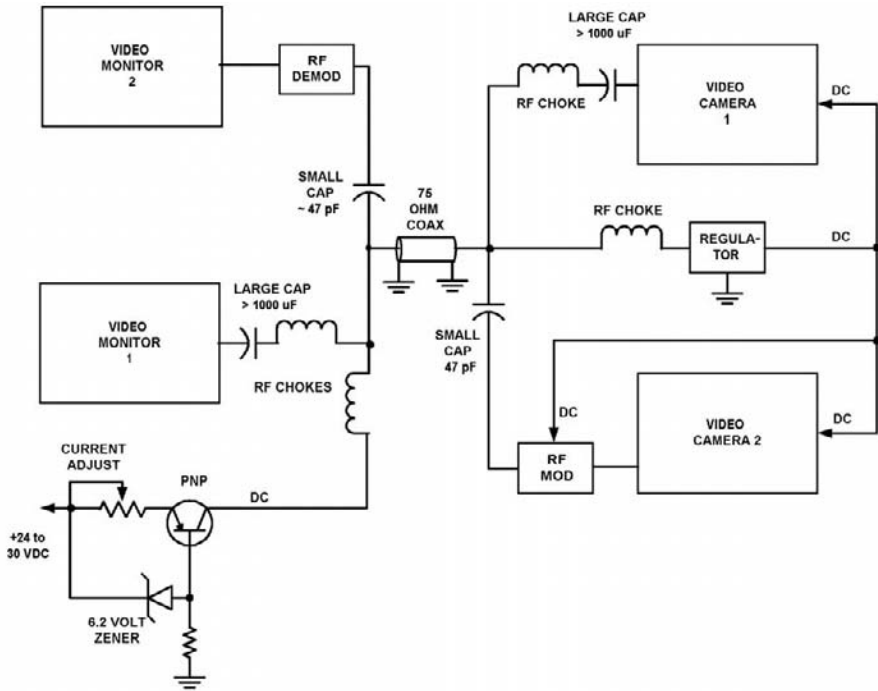 VIDEO
MONITOR
2
RF
DEMOD
LARGE CAP
> 1000 uF
RF CHOKE
VIDEO
CAMERA
1
DC
SMALL
CAP
~ 47 pF
75
OHM
COAX
RF CHOKE
REGULA-
TOR
DC
LARGE CAP
> 1000 uF
VIDEO
MONITOR
1
RF CHOKES
SMALL
CAP
47 pF
DC
RF
MOD
VIDEO
CAMERA 2
DC
CURRENT
ADJUST
PNP
DC
+24 to
30 VDC
6.2 VOLT
ZENER